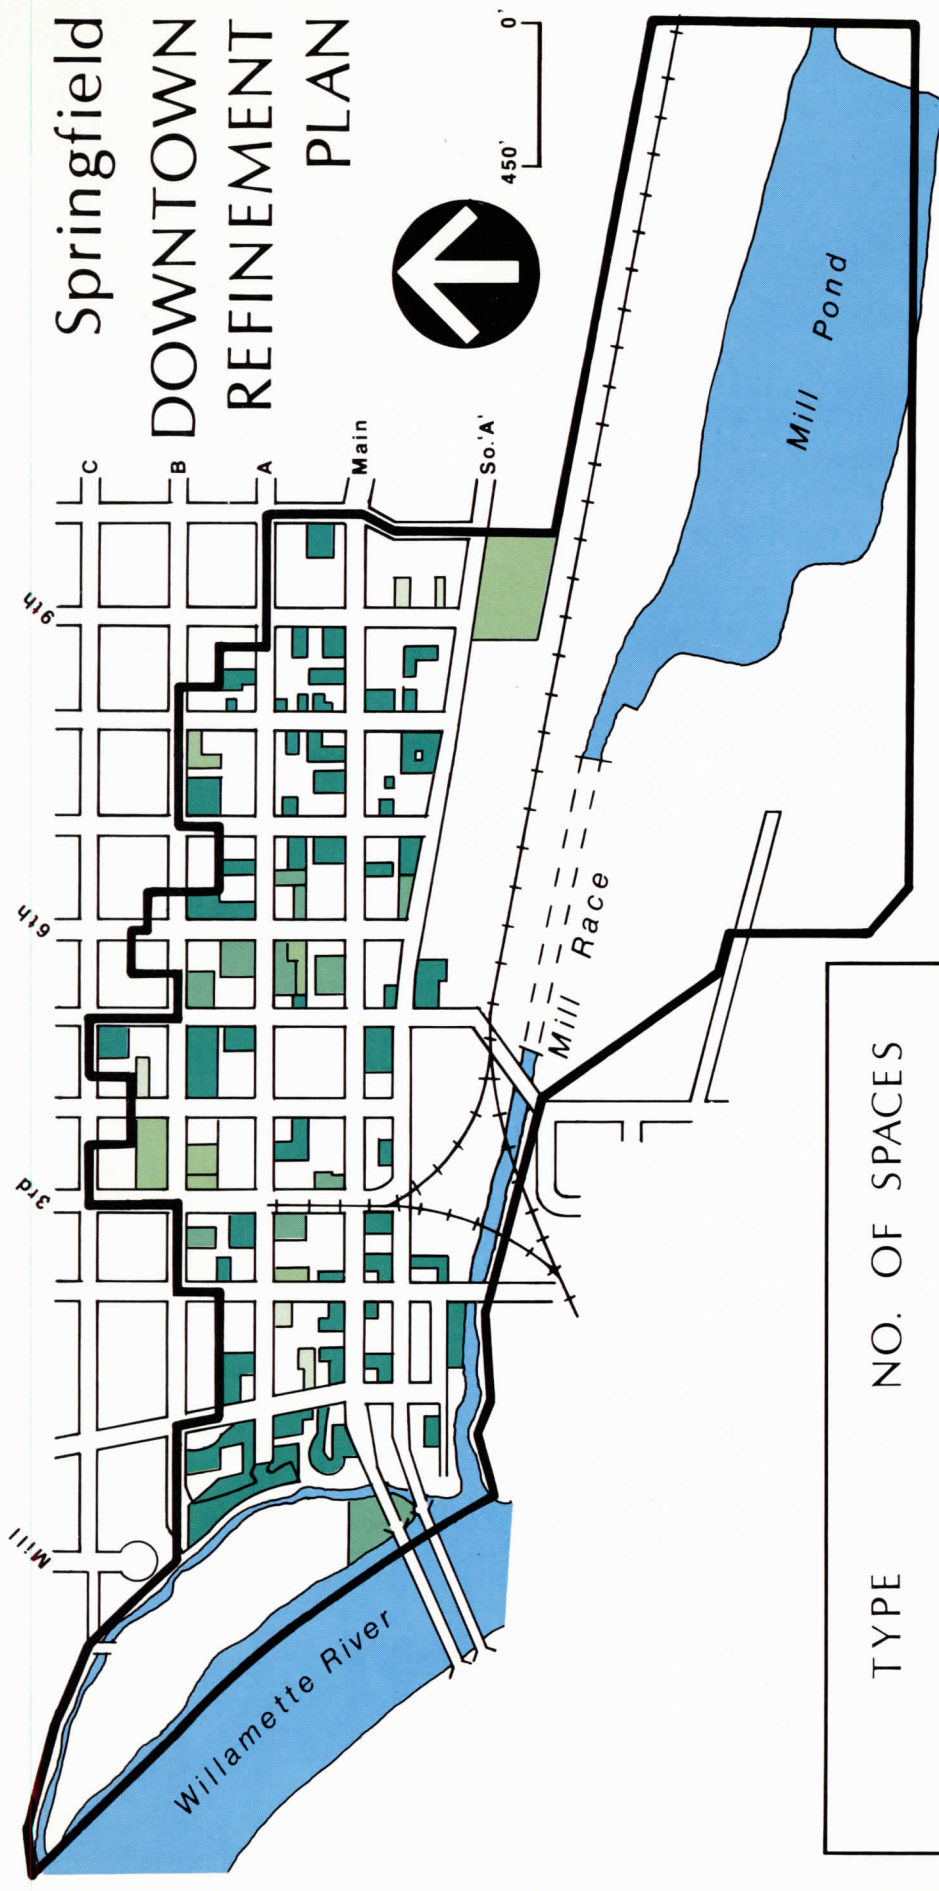 Springfield
DOWNTOWN
REFINEMENT
PLAN
0'
450'
C
B
A
Main
So.'A'
9th
6th
3rd
Mill
Mill Pond
Mill Race
Willamette River
TYPE NO. OF SPACES